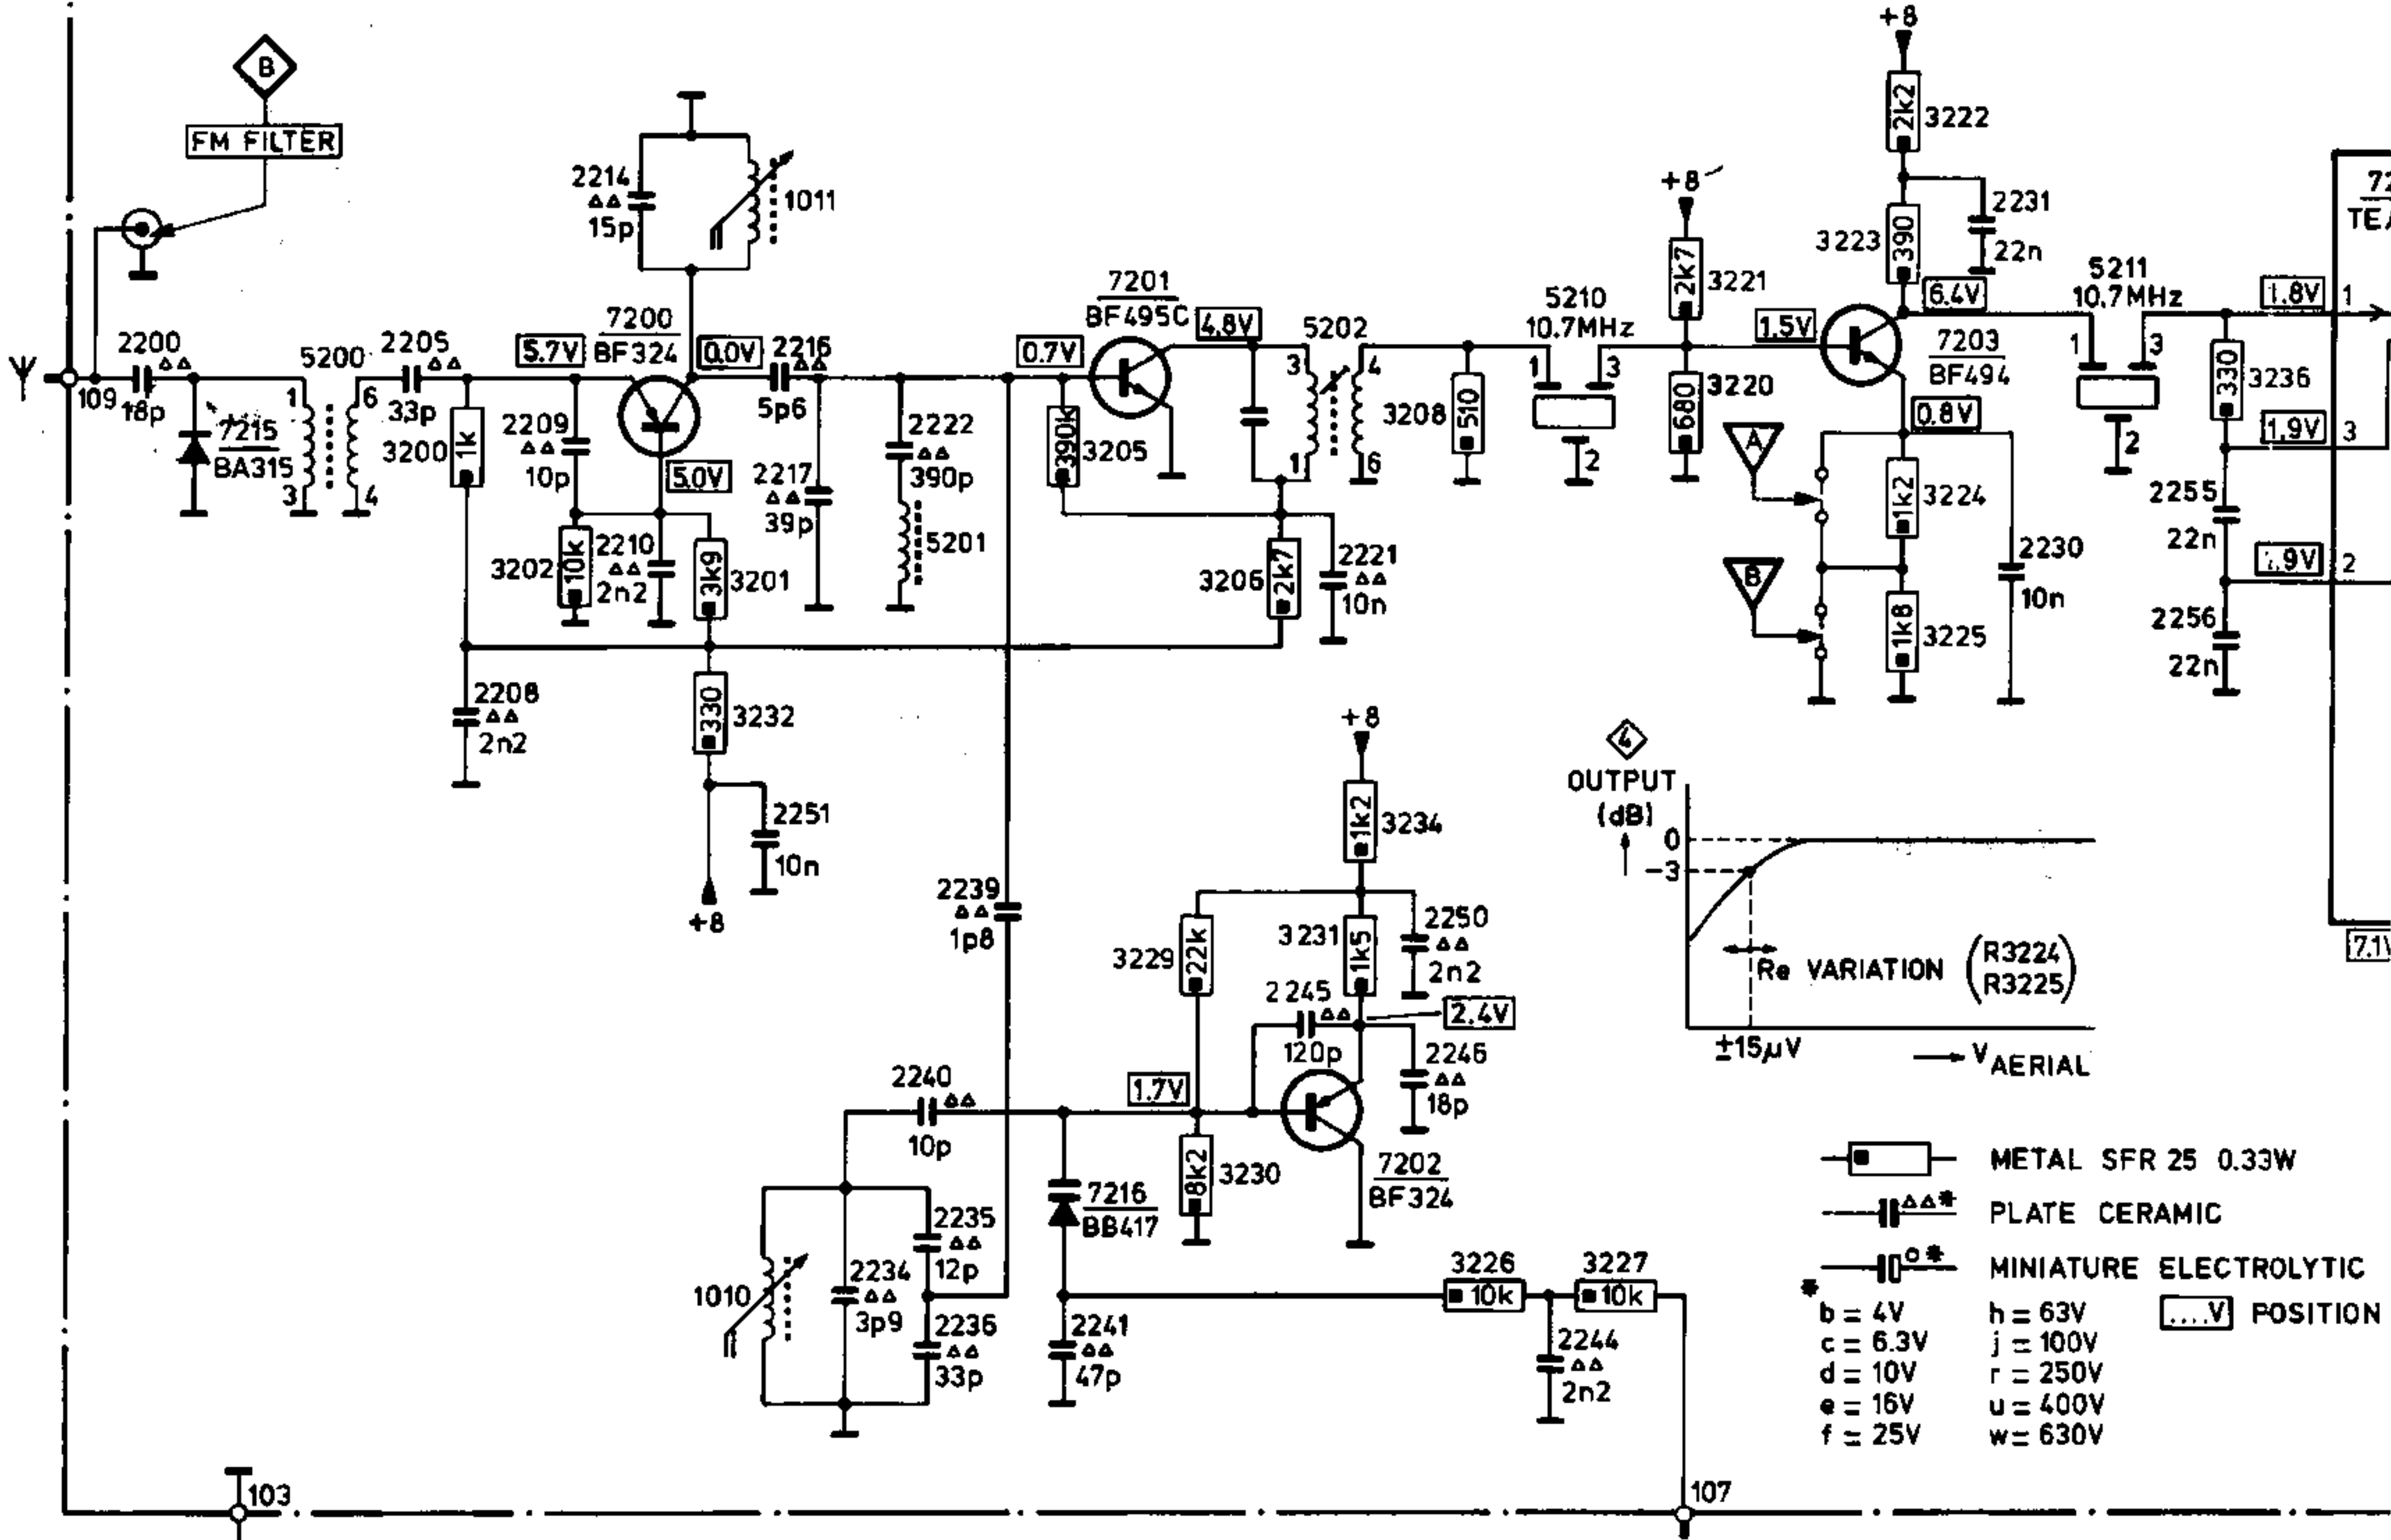 B
FM FILTER
109
2200
18p
7215
BA315
5200
1
3
6
4
2205
33p
3200
1k
2209
10p
5.7V
7200
BF324
0.0V
5.0V
2214
15p
1011
2216
5p6
2217
39p
2222
390p
5201
3202
10k
2210
2n2
3k9
3201
2208
2n2
330
3232
2251
10n
+8
0.7V
7201
BF495C
4.8V
390k
3205
5202
3
1
4
6
3206
2k7
2221
10n
3208
510
5210
10.7MHz
1
3
2
+8
2k7
3221
3220
680
1.5V
+8
2k2
3222
3223
390
2231
22n
6.4V
7203
BF494
0.8V
A
B
1k2
3224
1k8
3225
2230
10n
5211
10.7MHz
1
3
2
1.8V
1
330
3236
1.9V
3
2255
22n
2
2256
22n
7.1V
2239
1p8
+8
1k2
3234
3229
22k
3231
1k5
2250
2n2
2245
120p
2.4V
2246
18p
2240
10p
1.7V
8k2
3230
7202
BF324
7216
BB417
1010
2234
3p9
2235
12p
2236
33p
2241
47p
3226
10k
3227
10k
2244
2n2
103
107
4
OUTPUT
(dB)
0
-3
Re VARIATION (R3224
R3225)
±15µV
V AERIAL
METAL SFR 25 0.33W
PLATE CERAMIC
MINIATURE ELECTROLYTIC
*
b = 4V
c = 6.3V
d = 10V
e = 16V
f = 25V
h = 63V
j = 100V
r = 250V
u = 400V
w = 630V
....V POSITION